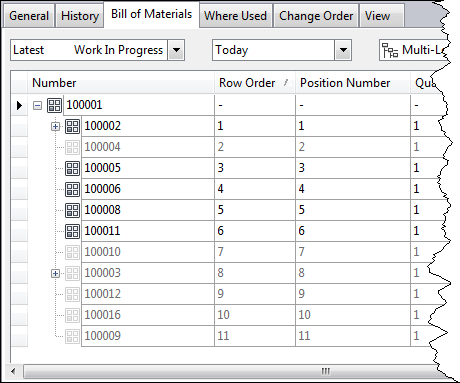 General History Bill of Materials Where Used Change Order View
Latest Work In Progress Today Multi-L
Number Row Order Position Number Qu
100001 - - -
100002 1 1 1
100004 2 2 1
100005 3 3 1
100006 4 4 1
100008 5 5 1
100011 6 6 1
100010 7 7 1
100003 8 8 1
100012 9 9 1
100016 10 10 1
100009 11 11 1